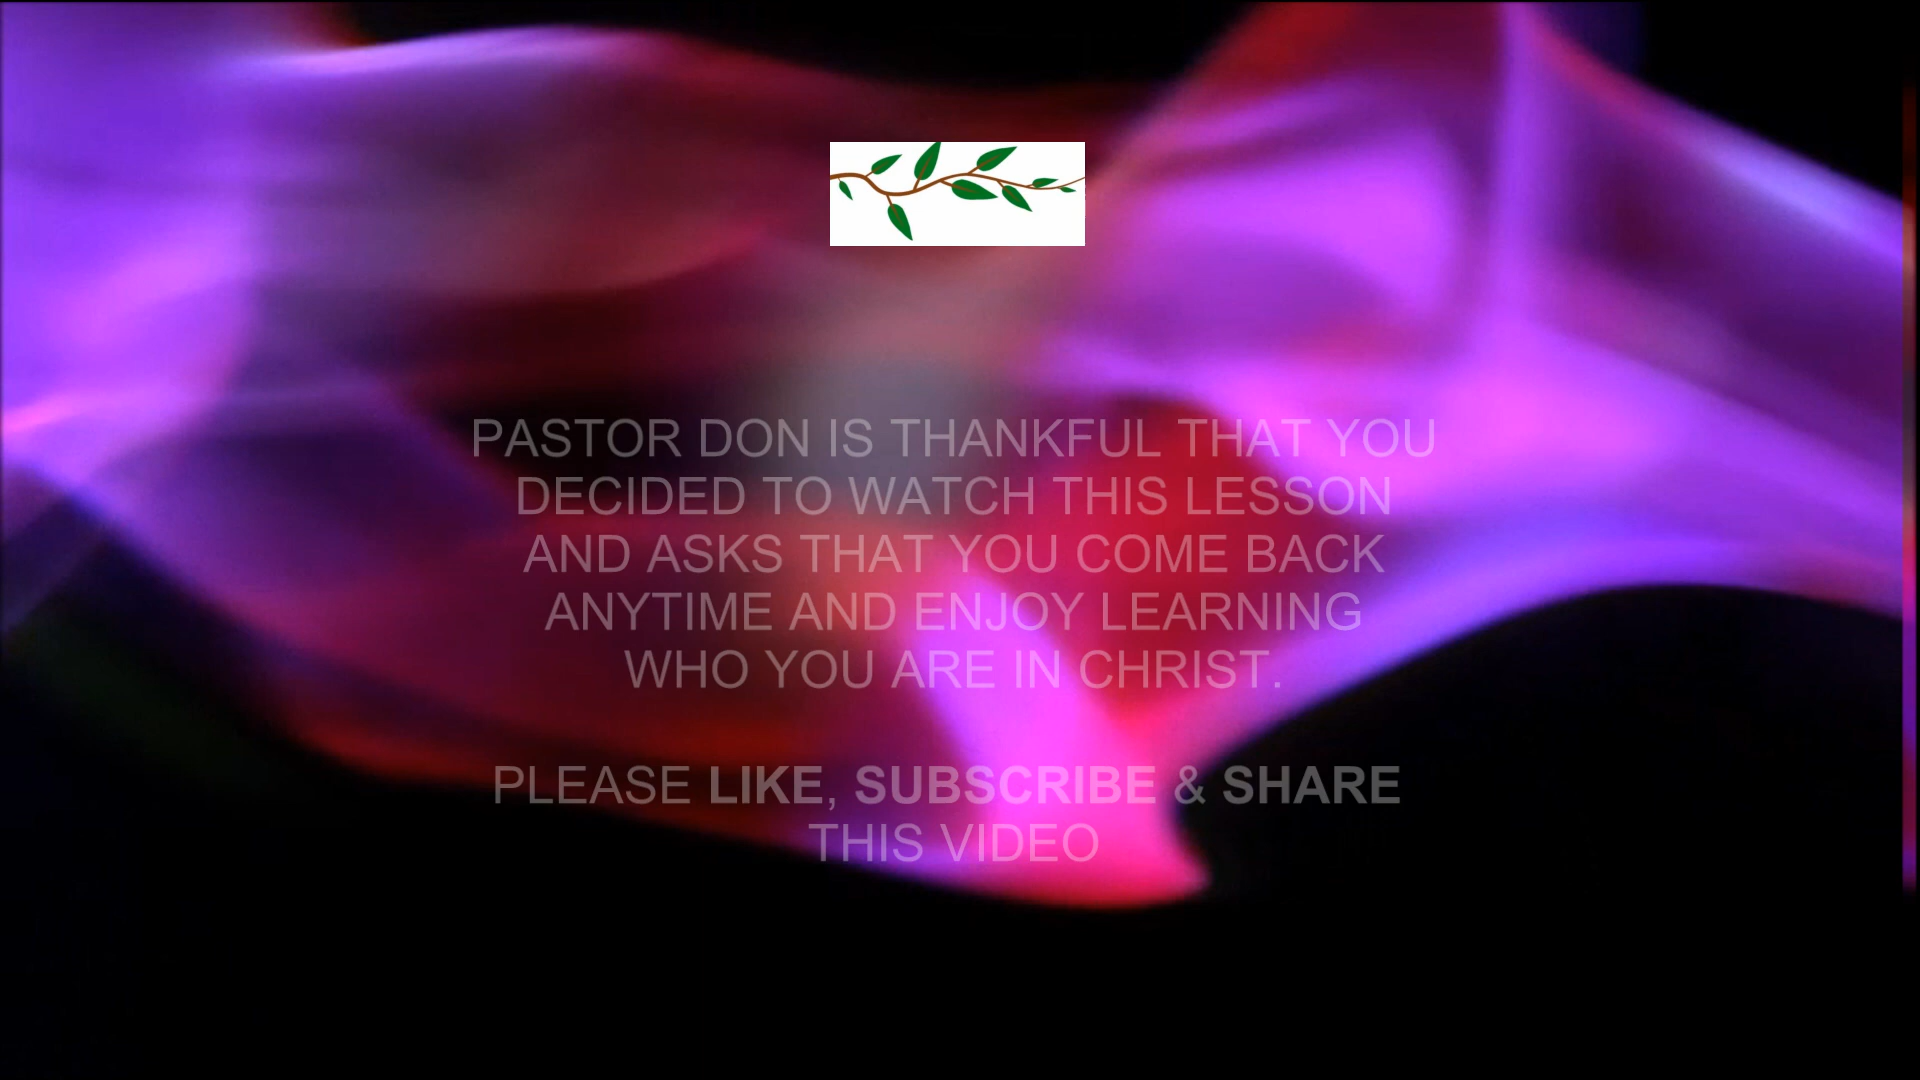 PASTOR DON IS THANKFUL THAT YOU
DECIDED TO WATCH THIS LESSON
AND ASKS THAT YOU COME BACK
ANYTIME AND ENJOY LEARNING
WHO YOU ARE IN CHRIST.
PLEASE LIKE, SUBSCRIBE & SHARE
THIS VIDEO